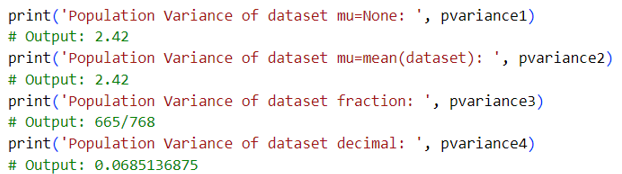 print('Population Variance of dataset mu=None: ', pvariance1)
# Output: 2.42
print('Population Variance of dataset mu=mean(dataset): ', pvariance2)
# Output: 2.42
print('Population Variance of dataset fraction: ', pvariance3)
# Output: 665/768
print('Population Variance of dataset decimal: ', pvariance4)
# Output: 0.0685136875